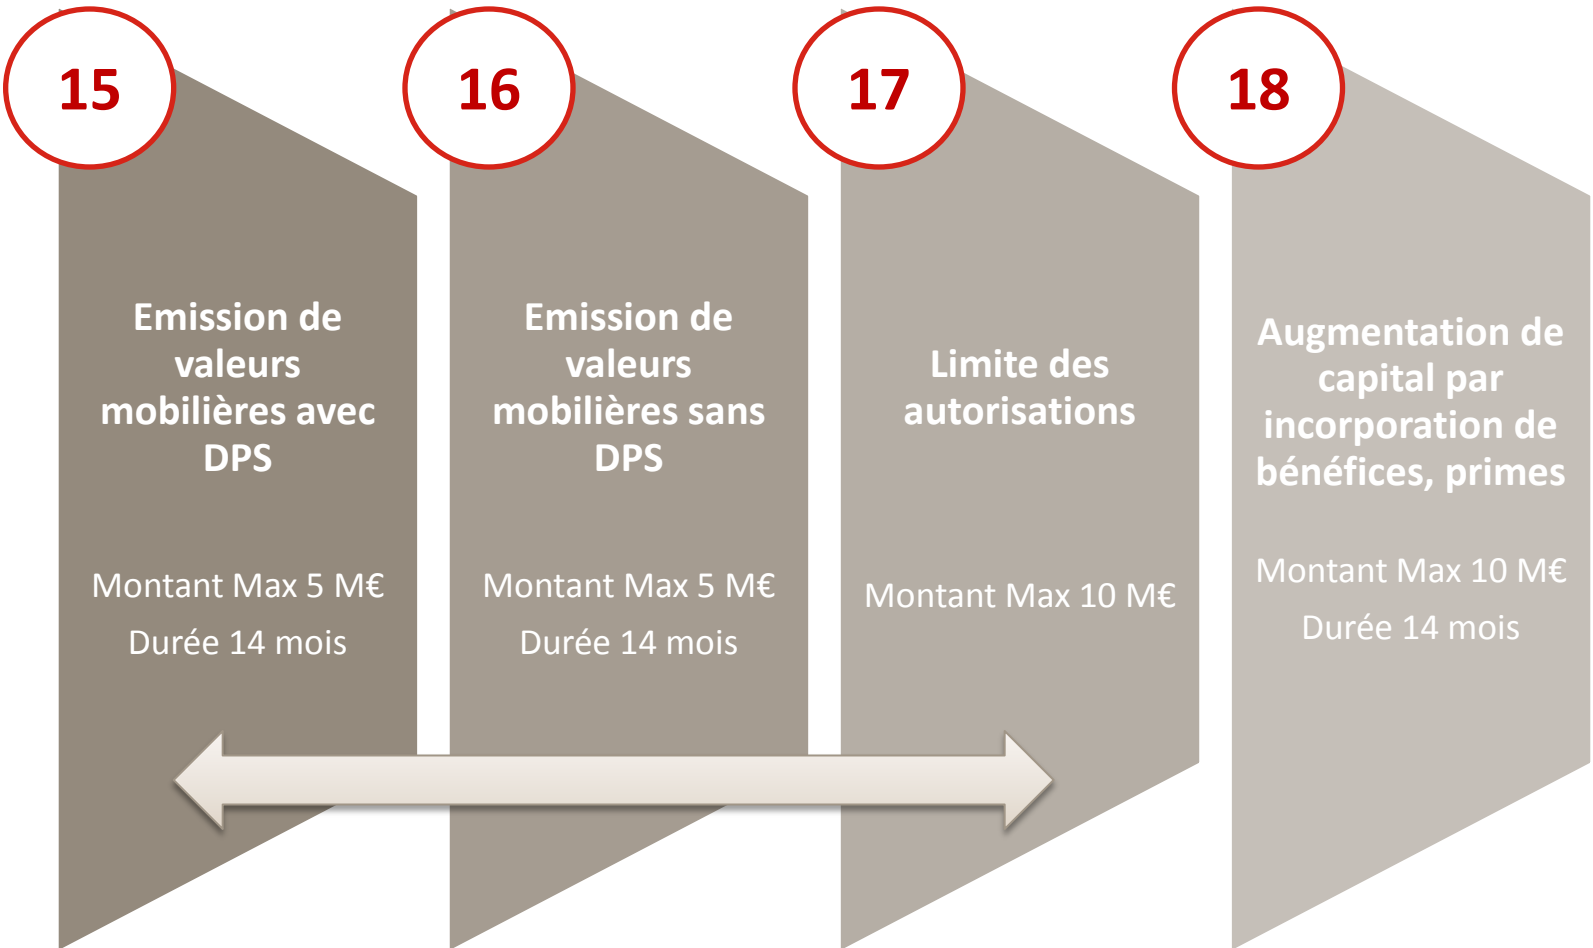 15
Emission de
valeurs
mobilières avec
DPS
Montant Max 5 M€
Durée 14 mois
16
Emission de
valeurs
mobilières sans
DPS
Montant Max 5 M€
Durée 14 mois
17
Limite des
autorisations
Montant Max 10 M€
18
Augmentation de
capital par
incorporation de
bénéfices, primes
Montant Max 10 M€
Durée 14 mois